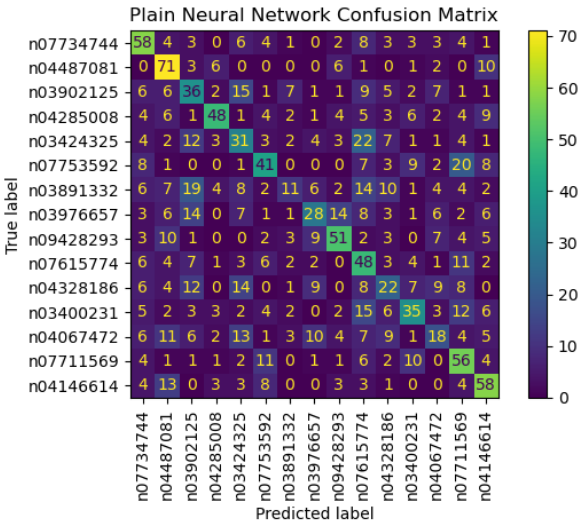 Plain Neural Network Confusion Matrix
n07734744 58 4 3 0 6 4 1 0 2 8 3 3 3 4 1
n04487081 0 71 3 6 0 0 0 0 6 1 0 1 2 0 10
n03902125 6 6 36 2 15 1 7 1 1 9 5 2 7 1 1
n04285008 4 6 1 48 1 4 2 1 4 5 3 6 2 4 9
n03424325 4 2 12 3 31 3 2 4 3 22 7 1 1 4 1
n07753592 8 1 0 0 1 41 0 0 0 7 3 9 2 20 8
n03891332 6 7 19 4 8 2 11 6 2 14 10 1 4 4 2
n03976657 3 6 14 0 7 1 1 28 14 8 3 1 6 2 6
n09428293 3 10 1 0 0 2 3 9 51 2 3 0 7 4 5
n07615774 6 4 7 1 3 6 2 2 0 48 3 4 1 11 2
n04328186 6 4 12 0 14 0 1 9 0 8 22 7 9 8 0
n03400231 5 2 3 3 2 4 2 0 2 15 6 35 3 12 6
n04067472 6 11 6 2 13 1 3 10 4 7 9 1 18 4 5
n07711569 4 1 1 1 2 11 0 1 1 6 2 10 0 56 4
n04146614 4 13 0 3 3 8 0 0 3 3 1 0 0 4 58
True label
n07734744
n04487081
n03902125
n04285008
n03424325
n07753592
n03891332
n03976657
n09428293
n07615774
n04328186
n03400231
n04067472
n07711569
n04146614
Predicted label
70
60
50
40
30
20
10
0